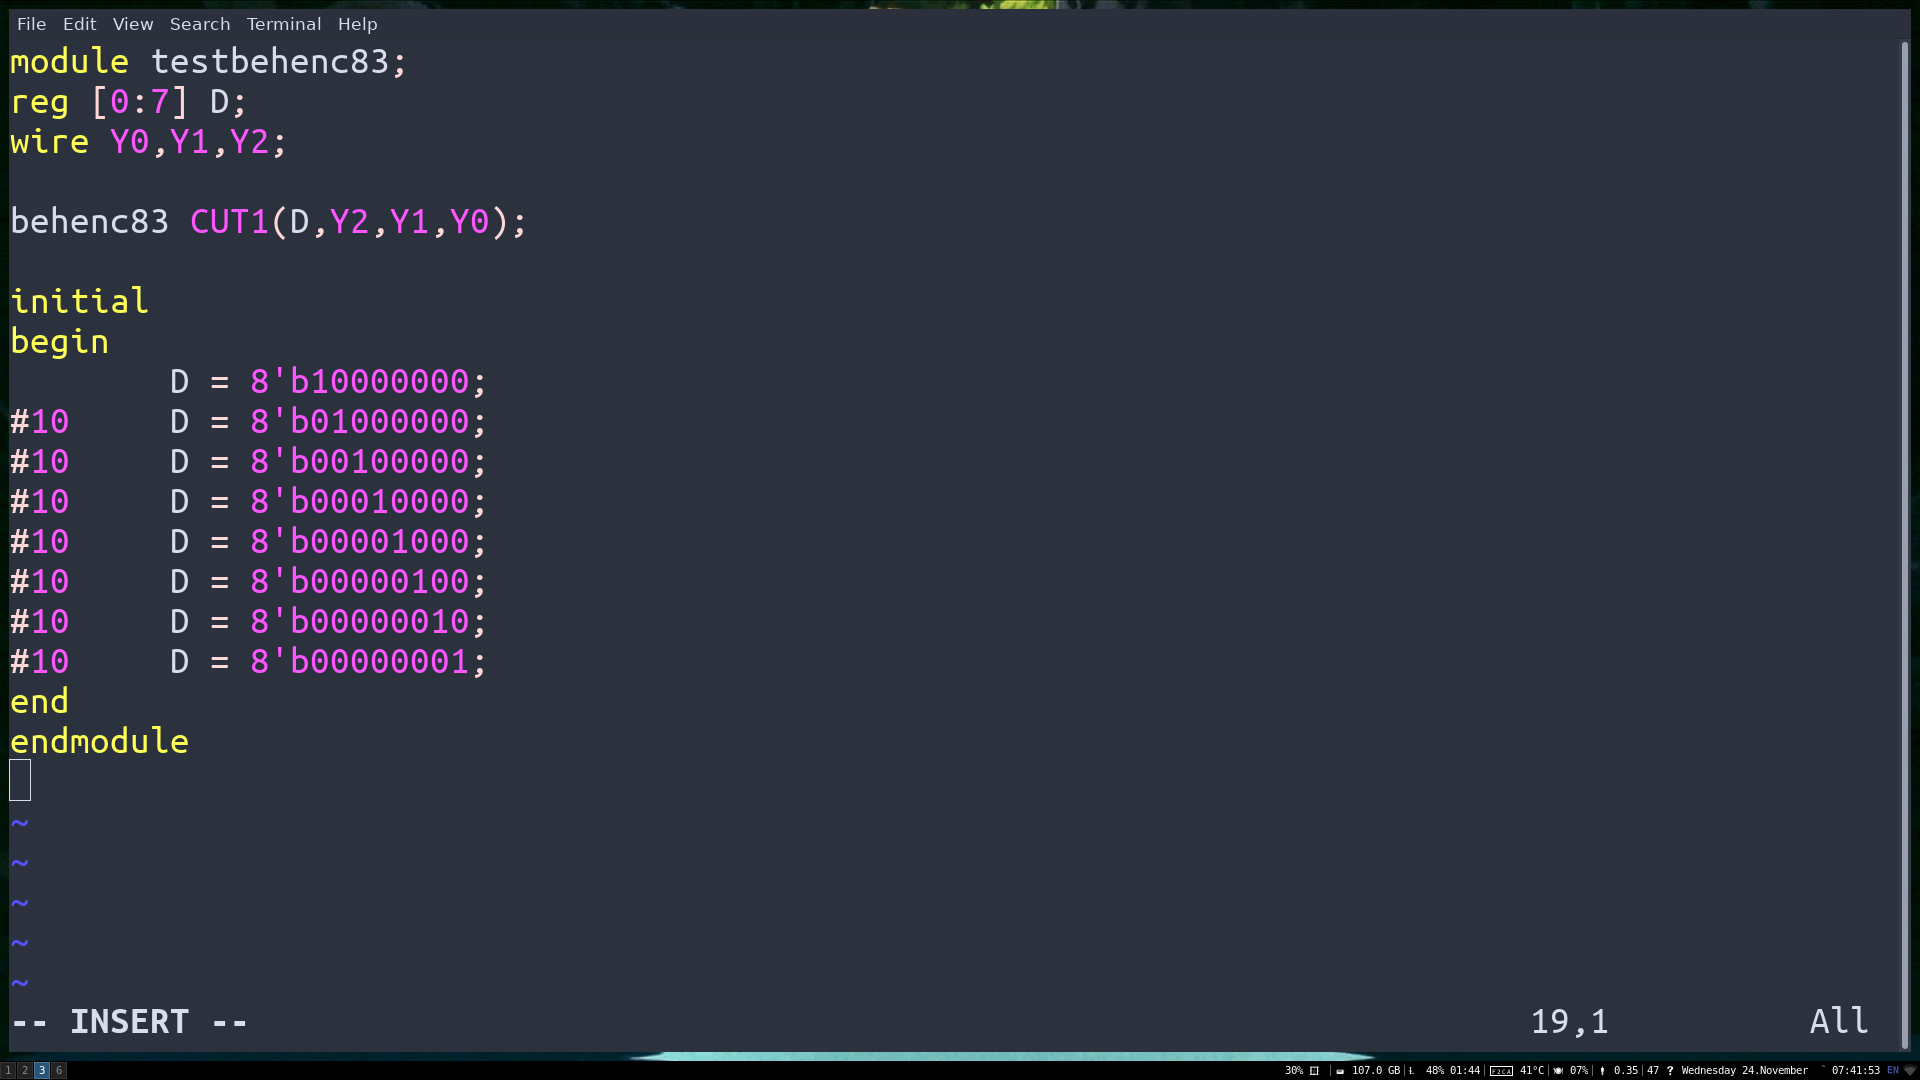 File Edit View Search Terminal Help
module testbehenc83;
reg [0:7] D;
wire Y0,Y1,Y2;
behenc83 CUT1(D,Y2,Y1,Y0);
initial
begin
D = 8'b10000000;
#10 D = 8'b01000000;
#10 D = 8'b00100000;
#10 D = 8'b00010000;
#10 D = 8'b00001000;
#10 D = 8'b00000100;
#10 D = 8'b00000010;
#10 D = 8'b00000001;
end
endmodule
~
~
~
~
~
-- INSERT -- 19,1 All
1 2 3 6 30% | 107.0 GB| 48% 01:44| 41°C| 07%| 0.35|47 ? Wednesday 24.November 07:41:53 EN